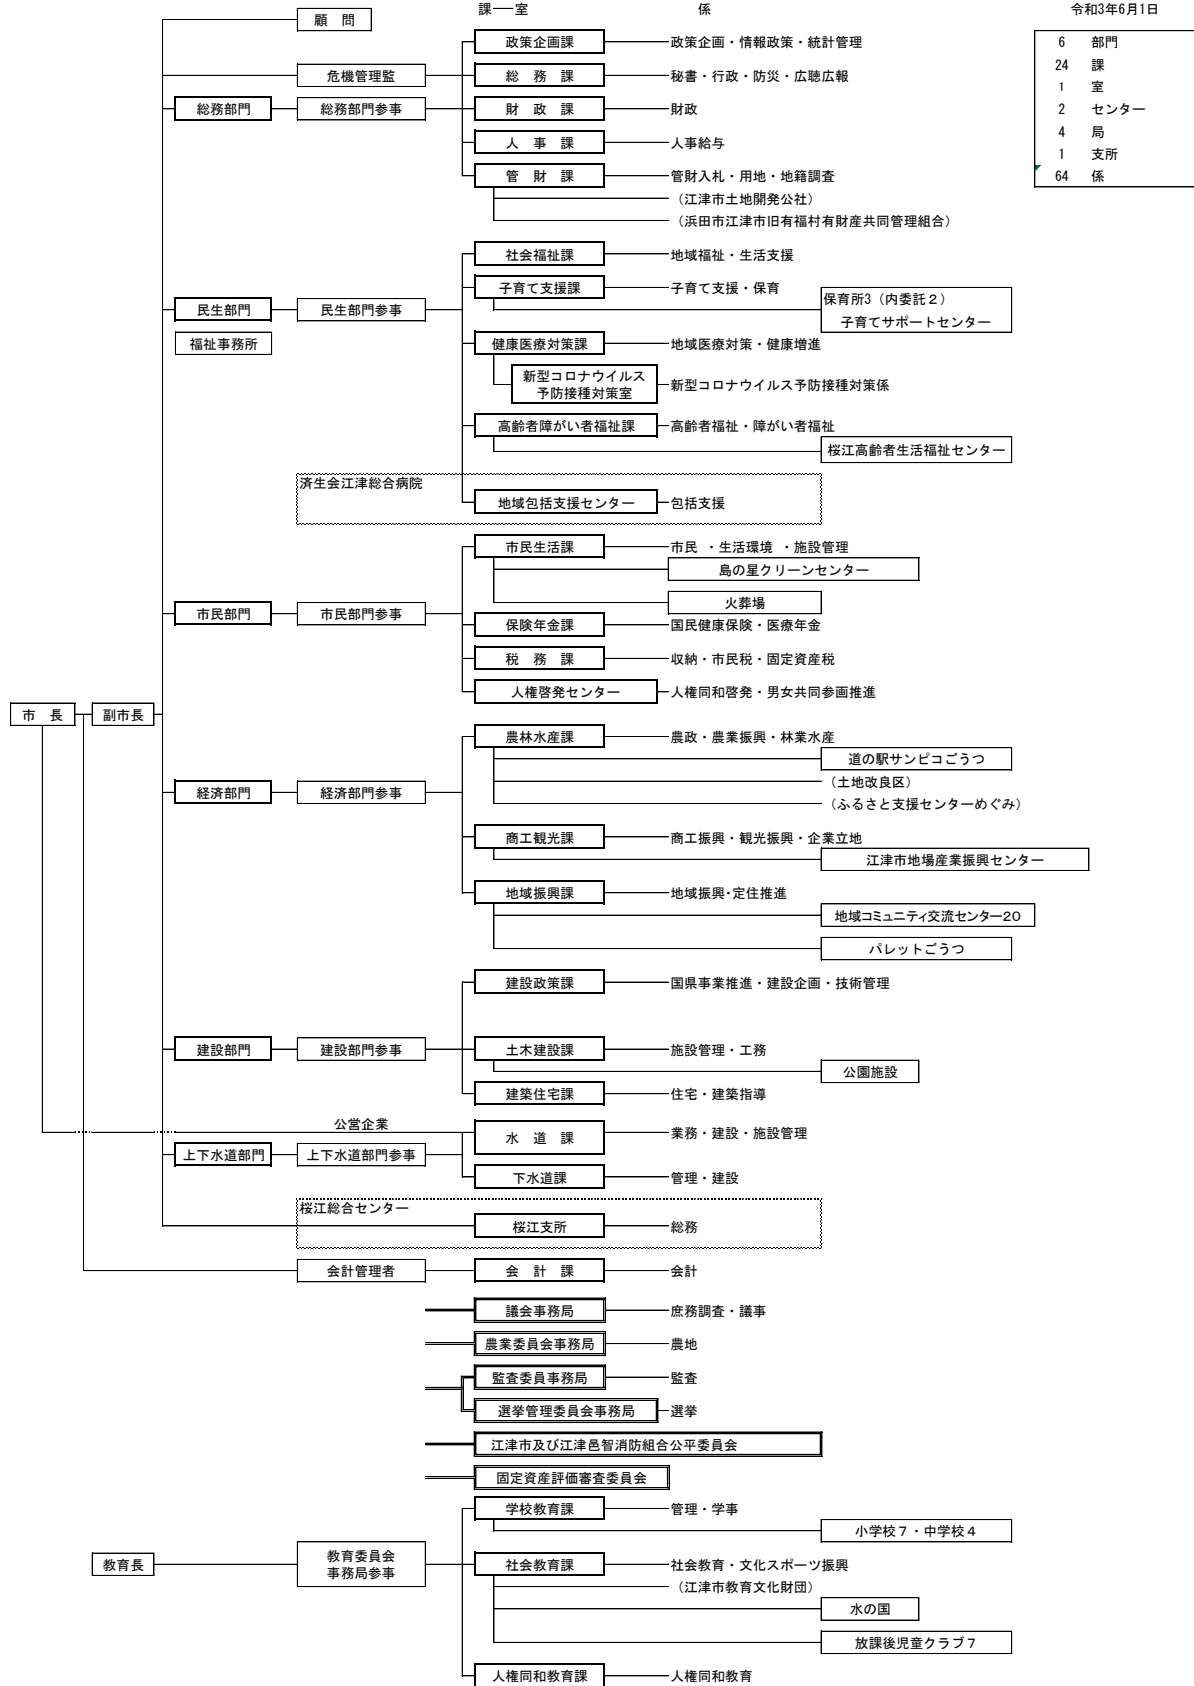 課―室 係 令和3年6月1日
顧 問
政策企画課 政策企画・情報政策・統計管理
6 部門
24 課
1 室
2 センター
4 局
1 支所
64 係
危機管理監 総 務 課 秘書・行政・防災・広聴広報
総務部門 総務部門参事 財 政 課 財政
人 事 課 人事給与
管 財 課 管財入札・用地・地籍調査
（江津市土地開発公社）
（浜田市江津市旧有福村有財産共同管理組合）
社会福祉課 地域福祉・生活支援
子育て支援課 子育て支援・保育
保育所3（内委託２）
子育てサポートセンター
民生部門 民生部門参事
福祉事務所
健康医療対策課 地域医療対策・健康増進
新型コロナウイルス
予防接種対策室
新型コロナウイルス予防接種対策係
高齢者障がい者福祉課 高齢者福祉・障がい者福祉
桜江高齢者生活福祉センター
済生会江津総合病院
地域包括支援センター 包括支援
市民生活課 市民 ・生活環境 ・施設管理
島の星クリーンセンター
火葬場
市民部門 市民部門参事
保険年金課 国民健康保険・医療年金
税 務 課 収納・市民税・固定資産税
人権啓発センター 人権同和啓発・男女共同参画推進
市 長 副市長
農林水産課 農政・農業振興・林業水産
道の駅サンピコごうつ
（土地改良区）
経済部門 経済部門参事
（ふるさと支援センターめぐみ）
商工観光課 商工振興・観光振興・企業立地
江津市地場産業振興センター
地域振興課 地域振興・定住推進
地域コミュニティ交流センター20
パレットごうつ
建設政策課 国県事業推進・建設企画・技術管理
建設部門 建設部門参事 土木建設課 施設管理・工務
公園施設
建築住宅課 住宅・建築指導
公営企業
水 道 課 業務・建設・施設管理
上下水道部門 上下水道部門参事
下水道課 管理・建設
桜江総合センター
桜江支所 総務
会計管理者 会 計 課 会計
議会事務局 庶務調査・議事
農業委員会事務局 農地
監査委員事務局 監査
選挙管理委員会事務局 選挙
江津市及び江津邑智消防組合公平委員会
固定資産評価審査委員会
学校教育課 管理・学事
小学校７・中学校４
教育長
教育委員会
事務局参事
社会教育課 社会教育・文化スポーツ振興
（江津市教育文化財団）
水の国
放課後児童クラブ７
人権同和教育課 人権同和教育